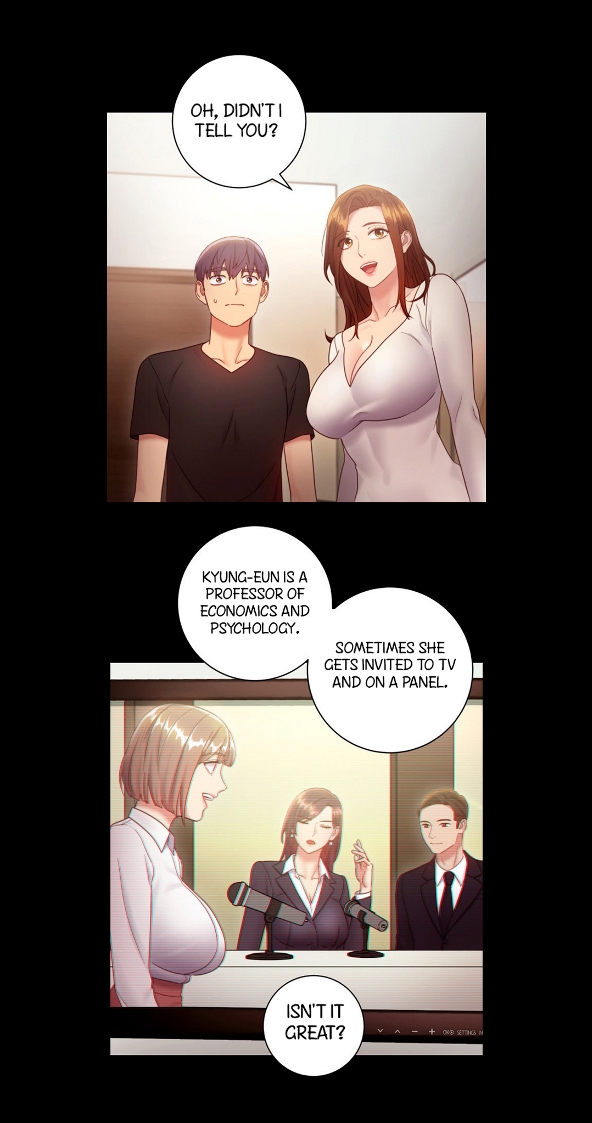 OH, DIDN'T I
TELL YOU?
KYUNG-EUN IS A
PROFESSOR OF
ECONOMICS AND
PSYCHOLOGY.
SOMETIMES SHE
GETS INVITED TO TV
AND ON A PANEL.
ISN'T IT
GREAT?